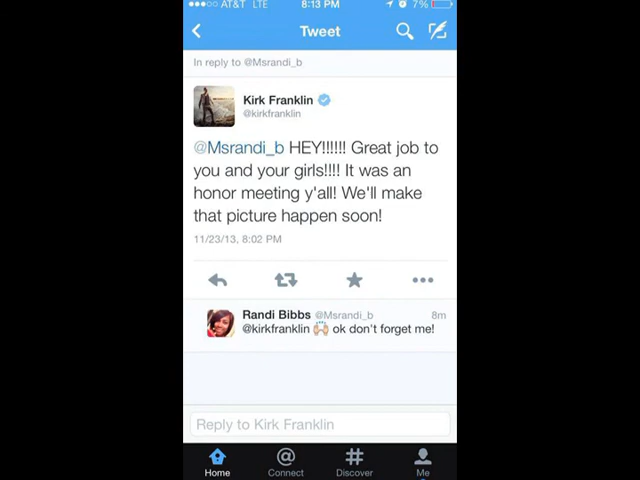 AT&T LTE 8:13 PM 7%
Tweet
In reply to @Msrandi_b
Kirk Franklin
@kirkfranklin
@Msrandi_b HEY!!!!!! Great job to
you and your girls!!!! It was an
honor meeting y'all! We'll make
that picture happen soon!
11/23/13, 8:02 PM
Randi Bibbs @Msrandi_b 8m
@kirkfranklin 🙌 ok don't forget me!
Reply to Kirk Franklin
Home Connect Discover Me